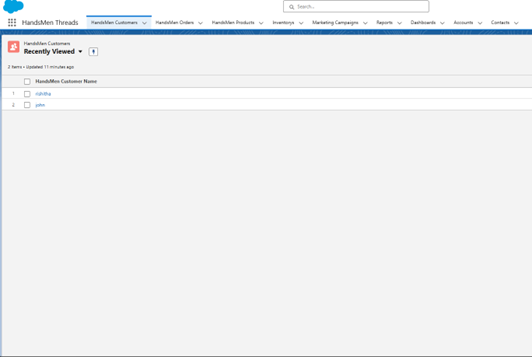 Search...
HandsMen Threads HandsMen Customers HandsMen Orders HandsMen Products Inventorys Marketing Campaigns Reports Dashboards Accounts Contacts
HandsMen Customers
Recently Viewed
2 items • Updated 11 minutes ago
HandsMen Customer Name
1
2 john